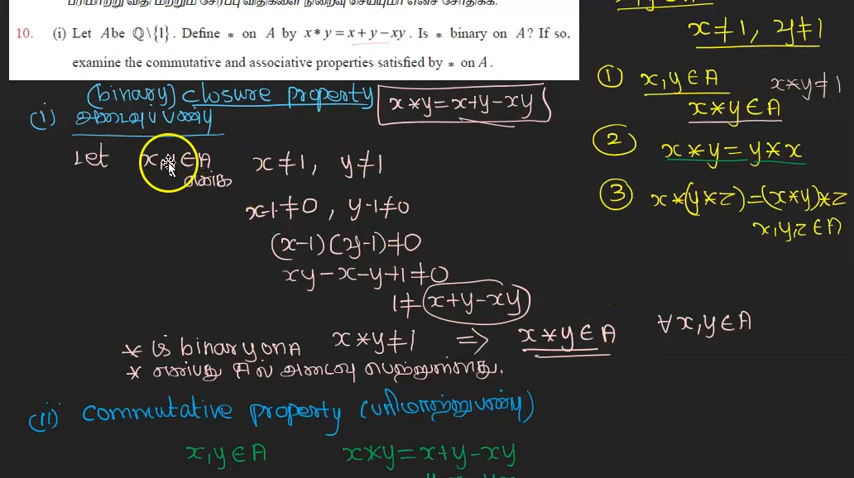 10. (i) Let A be ℚ\{1}. Define * on A by x * y = x + y − xy. Is * binary on A? If so,
examine the commutative and associative properties satisfied by * on A.
(binary) closure property
x*y=x+y-xy
(i) அடைவுப்பண்பு
Let x,y∈A x≠1, y≠1
என்க
x-1≠0, y-1≠0
(x-1)(y-1)≠0
xy-x-y+1≠0
1≠x+y-xy
* is binary on A x*y≠1 => x*y∈A ∀x,y∈A
* என்பது A ல் அடைவு பெற்றுள்ளது.
(ii) commutative property (பரிமாற்றுபண்பு)
x,y∈A x*y=x+y-xy
x≠1, y≠1
① x,y∈A x*y≠1
x*y∈A
② x*y=y*x
③ x*(y*z)=(x*y)*z
x,y,z∈A